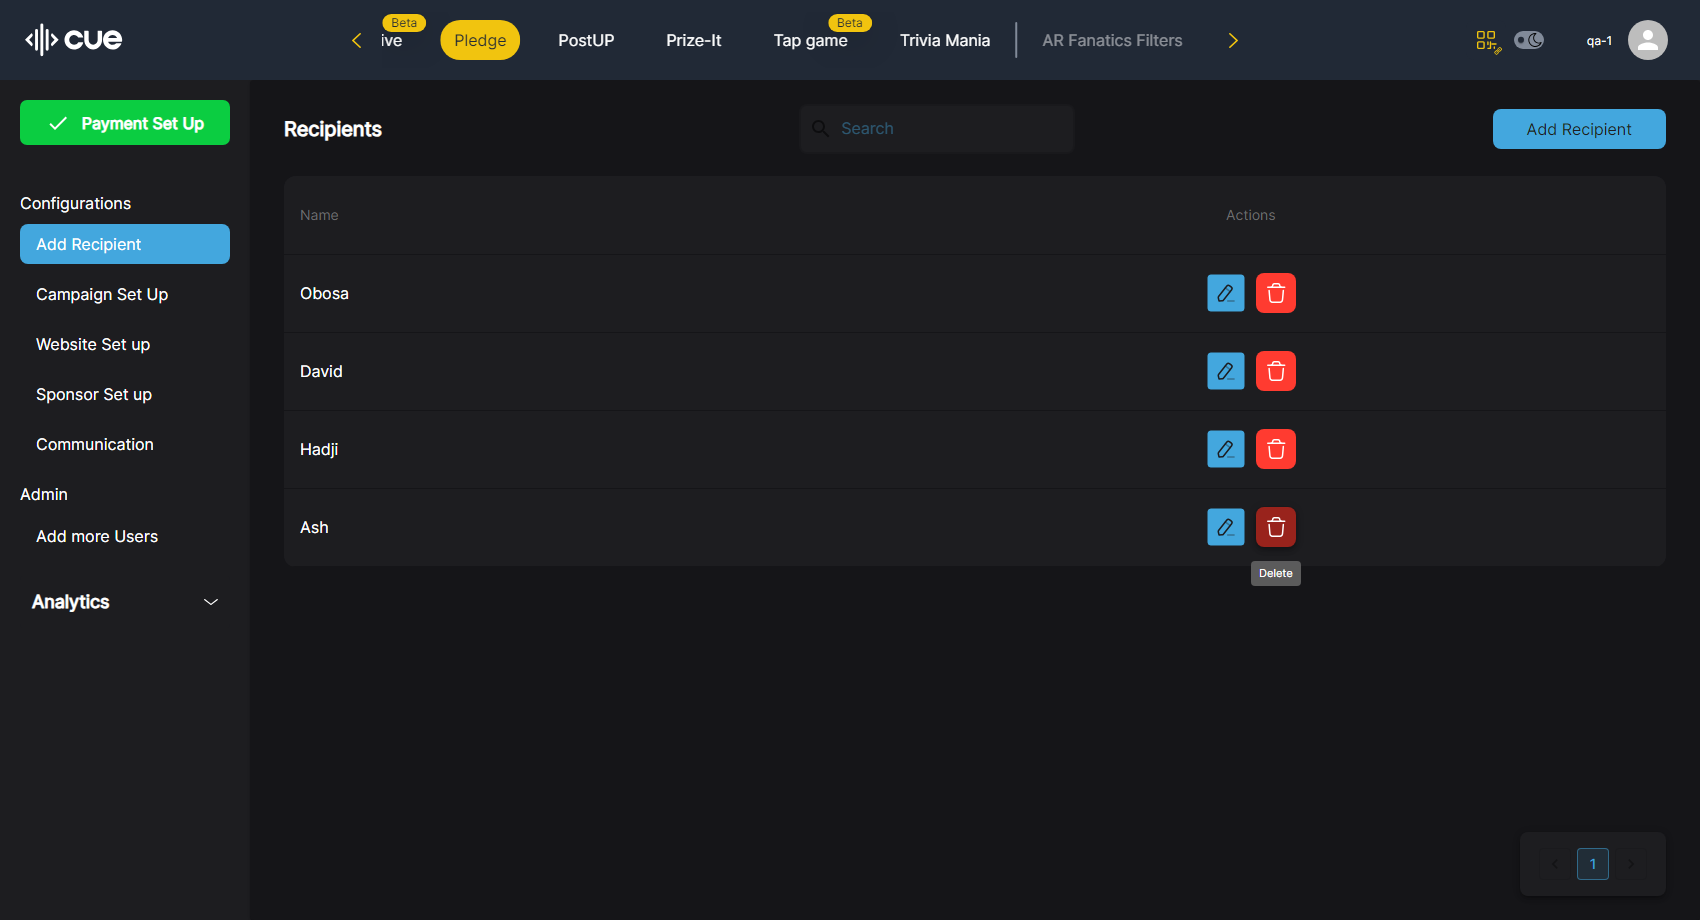 cue
Beta
ive
Pledge
PostUP
Prize-It
Beta
Tap game
Trivia Mania
AR Fanatics Filters
qa-1
Payment Set Up
Configurations
Add Recipient
Campaign Set Up
Website Set up
Sponsor Set up
Communication
Admin
Add more Users
Analytics
Recipients
Search
Add Recipient
Name Actions
Obosa
David
Hadji
Ash
Delete
1